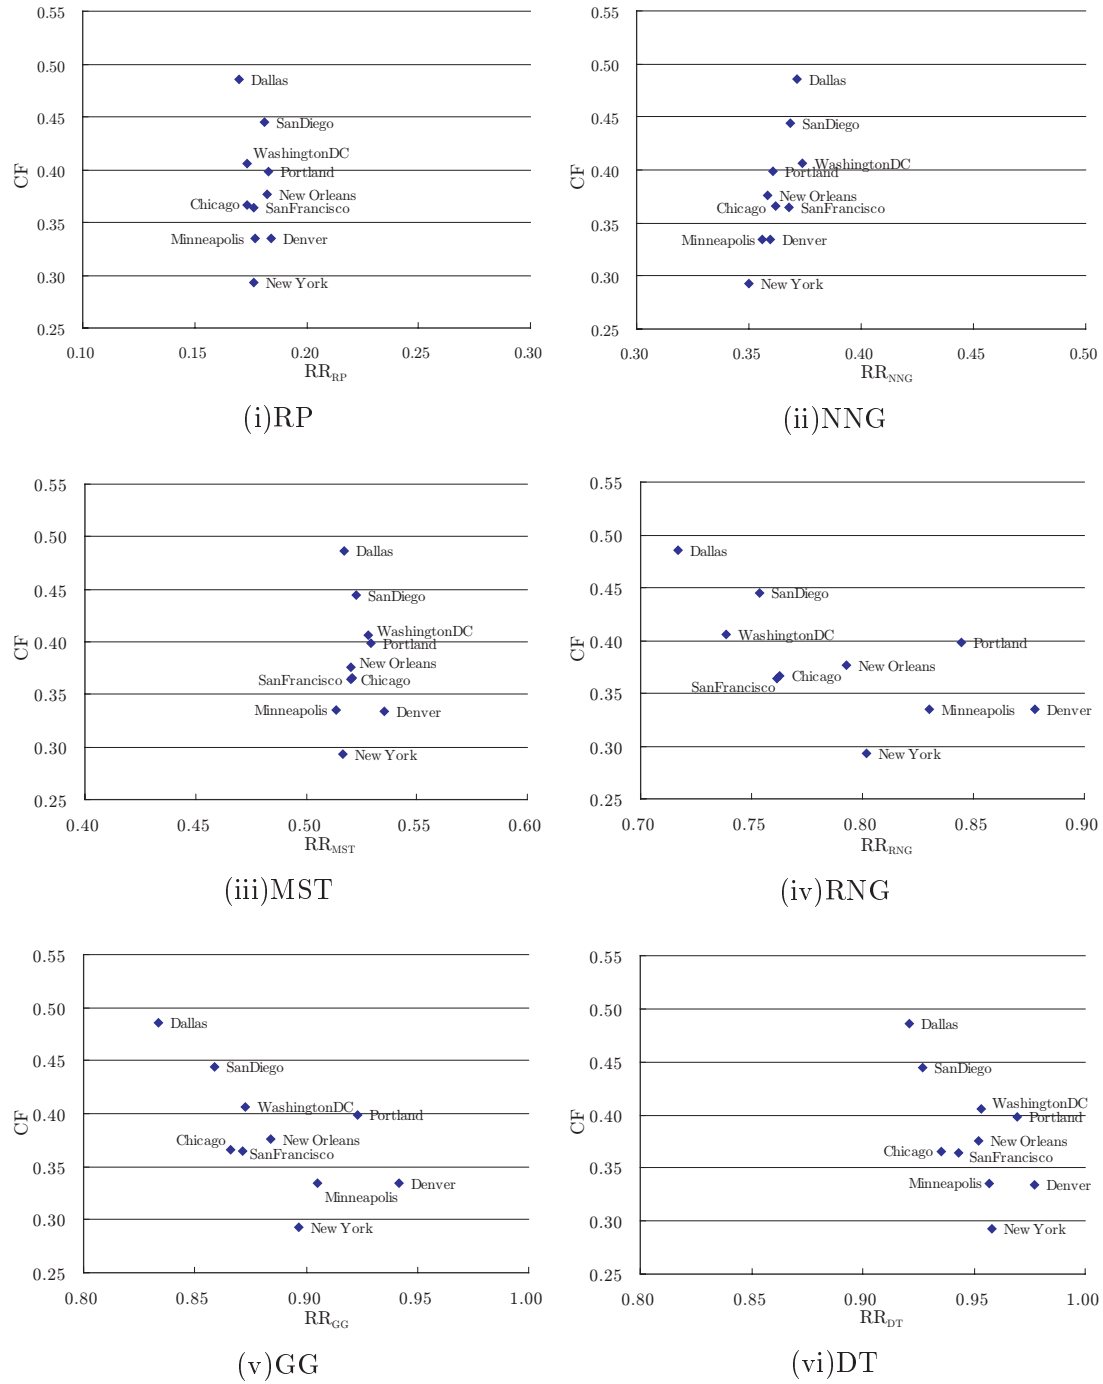 0.55
0.50
0.45
0.40
0.35
0.30
0.25
CF
Dallas
SanDiego
WashingtonDC
Portland
New Orleans
Chicago
SanFrancisco
Minneapolis
Denver
New York
0.10 0.15 0.20 0.25 0.30
RR_RP
(i)RP
0.55
0.50
0.45
0.40
0.35
0.30
0.25
CF
Dallas
SanDiego
WashingtonDC
Portland
New Orleans
Chicago
SanFrancisco
Minneapolis
Denver
New York
0.30 0.35 0.40 0.45 0.50
RR_NNG
(ii)NNG
0.55
0.50
0.45
0.40
0.35
0.30
0.25
CF
Dallas
SanDiego
WashingtonDC
Portland
New Orleans
SanFrancisco
Chicago
Minneapolis
Denver
New York
0.40 0.45 0.50 0.55 0.60
RR_MST
(iii)MST
0.55
0.50
0.45
0.40
0.35
0.30
0.25
CF
Dallas
SanDiego
WashingtonDC
Portland
New Orleans
Chicago
SanFrancisco
Minneapolis
Denver
New York
0.70 0.75 0.80 0.85 0.90
RR_RNG
(iv)RNG
0.55
0.50
0.45
0.40
0.35
0.30
0.25
CF
Dallas
SanDiego
WashingtonDC
Portland
Chicago
New Orleans
SanFrancisco
Denver
Minneapolis
New York
0.80 0.85 0.90 0.95 1.00
RR_GG
(v)GG
0.55
0.50
0.45
0.40
0.35
0.30
0.25
CF
Dallas
SanDiego
WashingtonDC
Portland
New Orleans
Chicago
SanFrancisco
Minneapolis
Denver
New York
0.80 0.85 0.90 0.95 1.00
RR_DT
(vi)DT